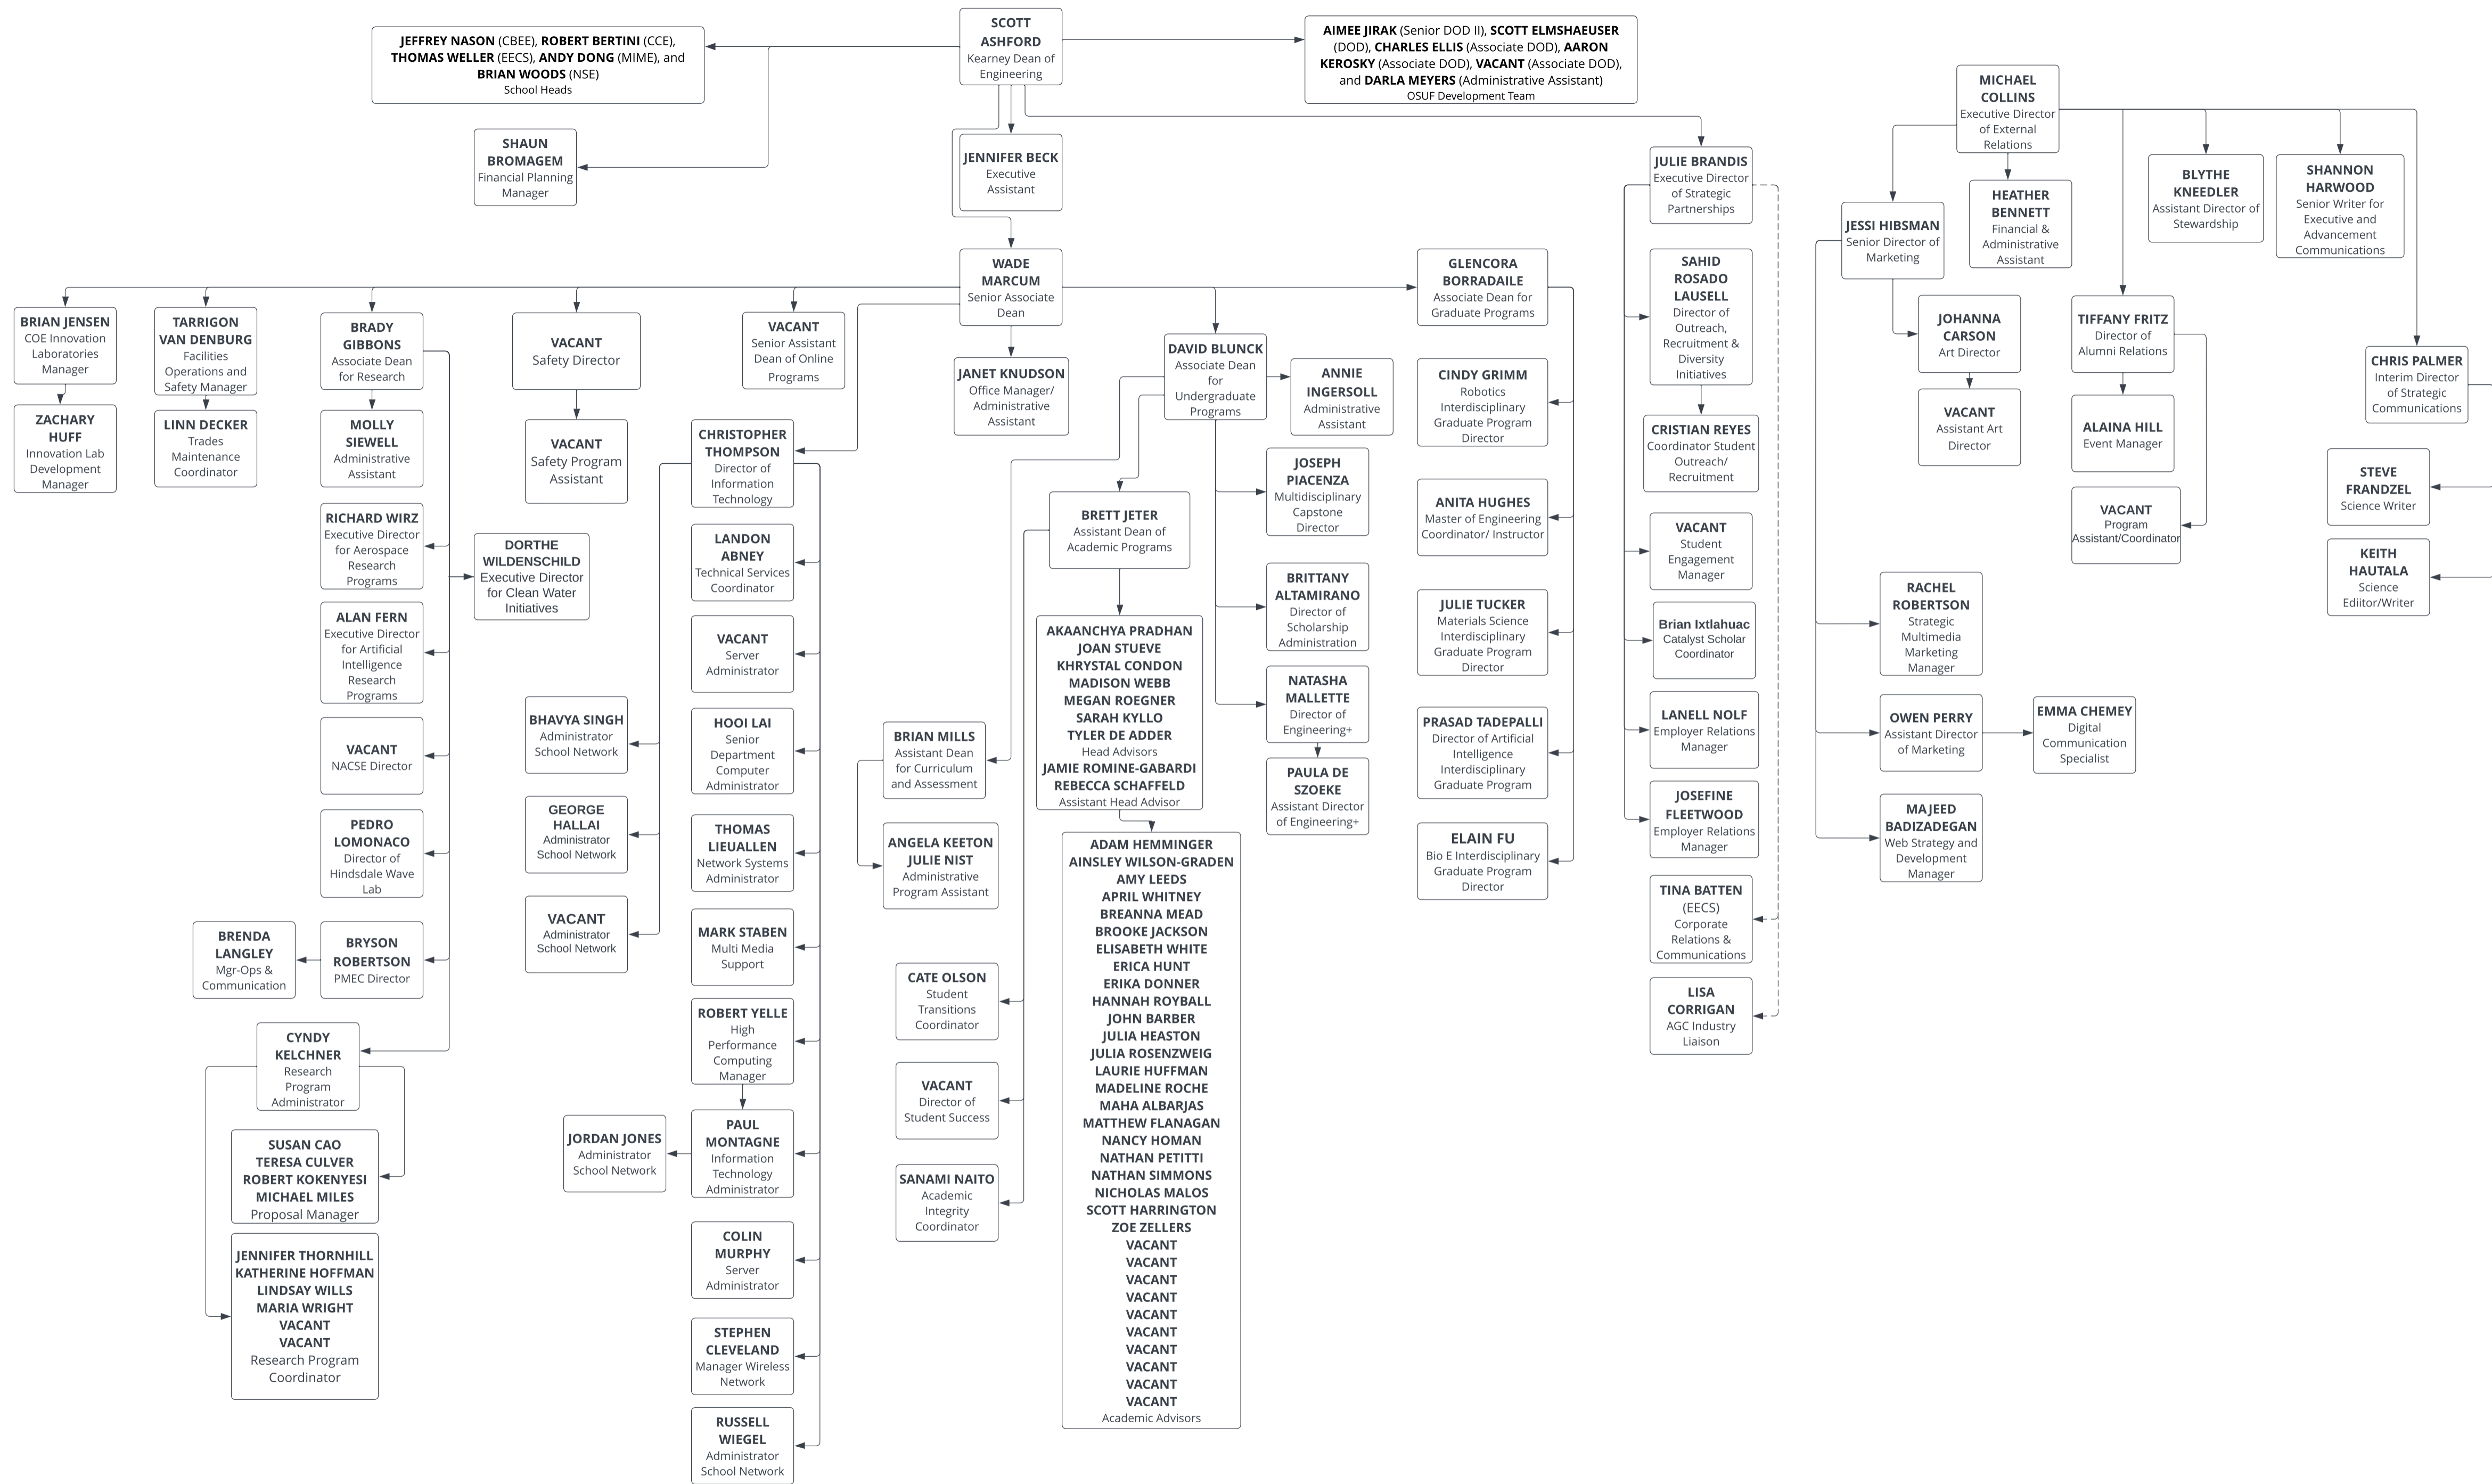 SCOTT
ASHFORD
Kearney Dean of
Engineering
JEFFREY NASON (CBEE), ROBERT BERTINI (CCE),
THOMAS WELLER (EECS), ANDY DONG (MIME), and
BRIAN WOODS (NSE)
School Heads
AIMEE JIRAK (Senior DOD II), SCOTT ELMSHAEUSER
(DOD), CHARLES ELLIS (Associate DOD), AARON
KEROSKY (Associate DOD), VACANT (Associate DOD),
and DARLA MEYERS (Administrative Assistant)
OSUF Development Team
SHAUN
BROMAGEM
Financial Planning
Manager
JENNIFER BECK
Executive
Assistant
JULIE BRANDIS
Executive Director
of Strategic
Partnerships
MICHAEL
COLLINS
Executive Director
of External
Relations
HEATHER
BENNETT
Financial &
Administrative
Assistant
BLYTHE
KNEEDLER
Assistant Director of
Stewardship
SHANNON
HARWOOD
Senior Writer for
Executive and
Advancement
Communications
JESSI HIBSMAN
Senior Director of
Marketing
WADE
MARCUM
Senior Associate
Dean
GLENCORA
BORRADAILE
Associate Dean for
Graduate Programs
SAHID
ROSADO
LAUSELL
Director of
Outreach,
Recruitment &
Diversity
Initiatives
BRIAN JENSEN
COE Innovation
Laboratories
Manager
TARRIGON
VAN DENBURG
Facilities
Operations and
Safety Manager
BRADY
GIBBONS
Associate Dean
for Research
VACANT
Safety Director
VACANT
Senior Assistant
Dean of Online
Programs
JANET KNUDSON
Office Manager/
Administrative
Assistant
DAVID BLUNCK
Associate Dean
for
Undergraduate
Programs
ANNIE
INGERSOLL
Administrative
Assistant
CINDY GRIMM
Robotics
Interdisciplinary
Graduate Program
Director
JOHANNA
CARSON
Art Director
TIFFANY FRITZ
Director of
Alumni Relations
CHRIS PALMER
Interim Director
of Strategic
Communications
ZACHARY
HUFF
Innovation Lab
Development
Manager
LINN DECKER
Trades
Maintenance
Coordinator
MOLLY
SIEWELL
Administrative
Assistant
VACANT
Safety Program
Assistant
CHRISTOPHER
THOMPSON
Director of
Information
Technology
JOSEPH
PIACENZA
Multidisciplinary
Capstone
Director
CRISTIAN REYES
Coordinator Student
Outreach/
Recruitment
VACANT
Assistant Art
Director
ALAINA HILL
Event Manager
STEVE
FRANDZEL
Science Writer
RICHARD WIRZ
Executive Director
for Aerospace
Research
Programs
DORTHE
WILDENSCHILD
Executive Director
for Clean Water
Initiatives
LANDON
ABNEY
Technical Services
Coordinator
BRETT JETER
Assistant Dean of
Academic Programs
ANITA HUGHES
Master of Engineering
Coordinator/ Instructor
VACANT
Student
Engagement
Manager
VACANT
Program
Assistant/Coordinator
KEITH
HAUTALA
Science
Ediitor/Writer
ALAN FERN
Executive Director
for Artificial
Intelligence
Research
Programs
VACANT
Server
Administrator
AKAANCHYA PRADHAN
JOAN STUEVE
KHRYSTAL CONDON
MADISON WEBB
MEGAN ROEGNER
SARAH KYLLO
TYLER DE ADDER
Head Advisors
JAMIE ROMINE-GABARDI
REBECCA SCHAFFELD
Assistant Head Advisor
BRITTANY
ALTAMIRANO
Director of
Scholarship
Administration
JULIE TUCKER
Materials Science
Interdisciplinary
Graduate Program
Director
Brian Ixtlahuac
Catalyst Scholar
Coordinator
RACHEL
ROBERTSON
Strategic
Multimedia
Marketing
Manager
VACANT
NACSE Director
BHAVYA SINGH
Administrator
School Network
HOOI LAI
Senior
Department
Computer
Administrator
BRIAN MILLS
Assistant Dean
for Curriculum
and Assessment
NATASHA
MALLETTE
Director of
Engineering+
PRASAD TADEPALLI
Director of Artificial
Intelligence
Interdisciplinary
Graduate Program
LANELL NOLF
Employer Relations
Manager
OWEN PERRY
Assistant Director
of Marketing
EMMA CHEMEY
Digital
Communication
Specialist
PAULA DE
SZOEKE
Assistant Director
of Engineering+
PEDRO
LOMONACO
Director of
Hindsdale Wave
Lab
GEORGE
HALLAI
Administrator
School Network
THOMAS
LIEUALLEN
Network Systems
Administrator
ANGELA KEETON
JULIE NIST
Administrative
Program Assistant
ELAIN FU
Bio E Interdisciplinary
Graduate Program
Director
JOSEFINE
FLEETWOOD
Employer Relations
Manager
MAJEED
BADIZADEGAN
Web Strategy and
Development
Manager
ADAM HEMMINGER
AINSLEY WILSON-GRADEN
AMY LEEDS
APRIL WHITNEY
BREANNA MEAD
BROOKE JACKSON
ELISABETH WHITE
ERICA HUNT
ERIKA DONNER
HANNAH ROYBALL
JOHN BARBER
JULIA HEASTON
JULIA ROSENZWEIG
LAURIE HUFFMAN
MADELINE ROCHE
MAHA ALBARJAS
MATTHEW FLANAGAN
NANCY HOMAN
NATHAN PETITTI
NATHAN SIMMONS
NICHOLAS MALOS
SCOTT HARRINGTON
ZOE ZELLERS
VACANT
VACANT
VACANT
VACANT
VACANT
VACANT
VACANT
VACANT
VACANT
VACANT
Academic Advisors
BRENDA
LANGLEY
Mgr-Ops &
Communication
BRYSON
ROBERTSON
PMEC Director
VACANT
Administrator
School Network
MARK STABEN
Multi Media
Support
TINA BATTEN
(EECS)
Corporate
Relations &
Communications
CATE OLSON
Student
Transitions
Coordinator
LISA
CORRIGAN
AGC Industry
Liaison
CYNDY
KELCHNER
Research
Program
Administrator
ROBERT YELLE
High
Performance
Computing
Manager
VACANT
Director of
Student Success
SUSAN CAO
TERESA CULVER
ROBERT KOKENYESI
MICHAEL MILES
Proposal Manager
JORDAN JONES
Administrator
School Network
PAUL
MONTAGNE
Information
Technology
Administrator
SANAMI NAITO
Academic
Integrity
Coordinator
JENNIFER THORNHILL
KATHERINE HOFFMAN
LINDSAY WILLS
MARIA WRIGHT
VACANT
VACANT
Research Program
Coordinator
COLIN
MURPHY
Server
Administrator
STEPHEN
CLEVELAND
Manager Wireless
Network
RUSSELL
WIEGEL
Administrator
School Network